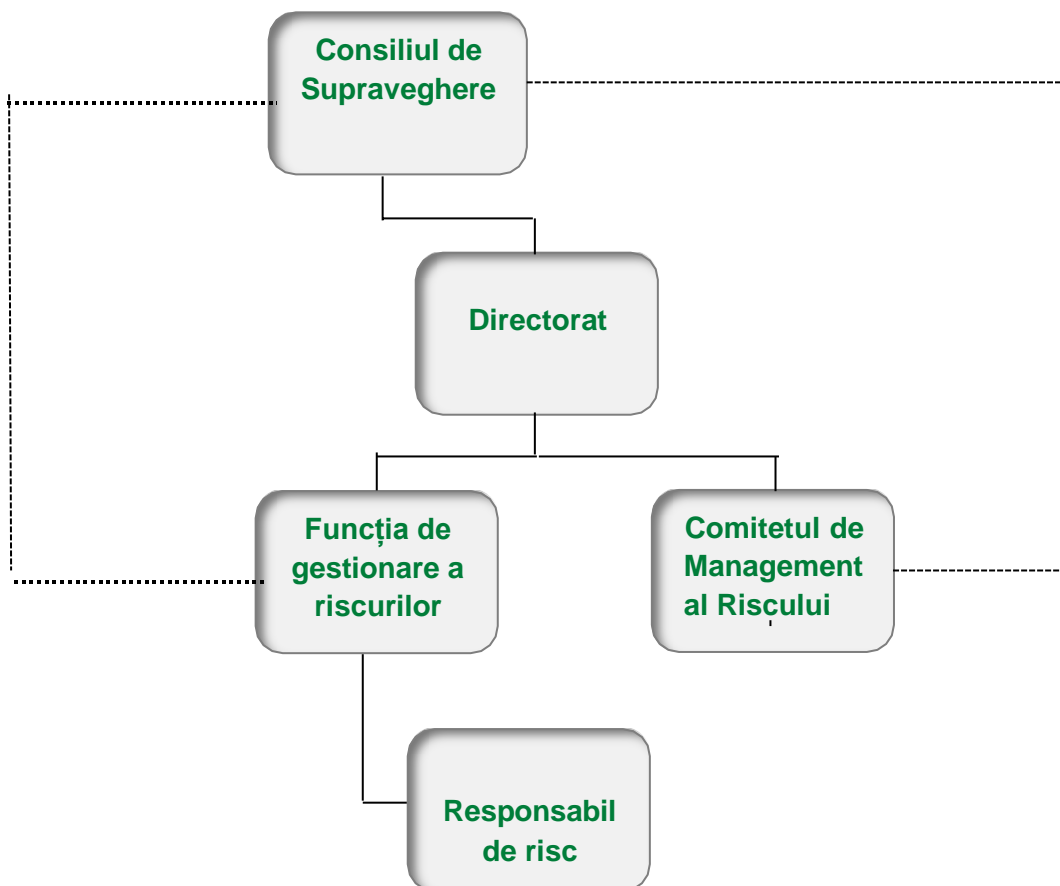 Consiliul de
Supraveghere
Directorat
Funcția de
gestionare a
riscurilor
Comitetul de
Management
al Riscului
Responsabil
de risc